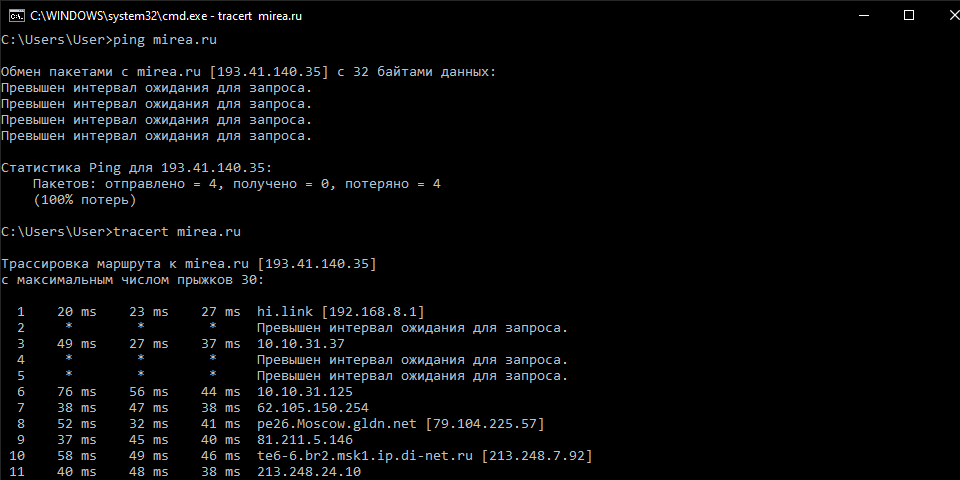 C:\WINDOWS\system32\cmd.exe - tracert mirea.ru
C:\Users\User>ping mirea.ru
Обмен пакетами с mirea.ru [193.41.140.35] с 32 байтами данных:
Превышен интервал ожидания для запроса.
Превышен интервал ожидания для запроса.
Превышен интервал ожидания для запроса.
Превышен интервал ожидания для запроса.
Статистика Ping для 193.41.140.35:
    Пакетов: отправлено = 4, получено = 0, потеряно = 4
    (100% потерь)
C:\Users\User>tracert mirea.ru
Трассировка маршрута к mirea.ru [193.41.140.35]
с максимальным числом прыжков 30:
  1    20 ms    23 ms    27 ms  hi.link [192.168.8.1]
  2     *        *        *     Превышен интервал ожидания для запроса.
  3    49 ms    27 ms    37 ms  10.10.31.37
  4     *        *        *     Превышен интервал ожидания для запроса.
  5     *        *        *     Превышен интервал ожидания для запроса.
  6    76 ms    56 ms    44 ms  10.10.31.125
  7    38 ms    47 ms    38 ms  62.105.150.254
  8    52 ms    32 ms    41 ms  pe26.Moscow.gldn.net [79.104.225.57]
  9    37 ms    45 ms    40 ms  81.211.5.146
 10    58 ms    49 ms    46 ms  te6-6.br2.msk1.ip.di-net.ru [213.248.7.92]
 11    40 ms    48 ms    38 ms  213.248.24.10